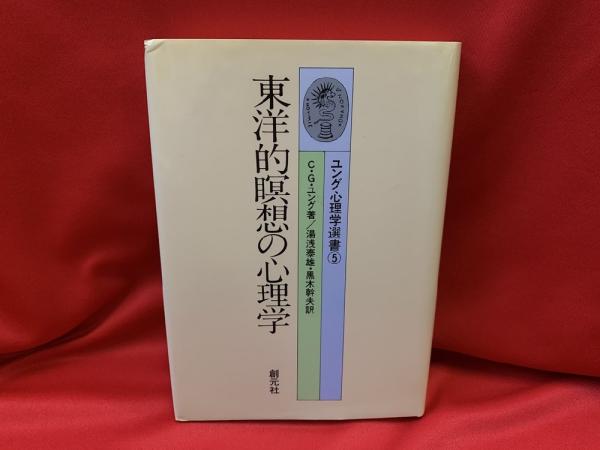 ユング心理学選書⑤
C・G・ユング著/湯浅泰雄・黒木幹夫訳
東洋的瞑想の心理学
創元社